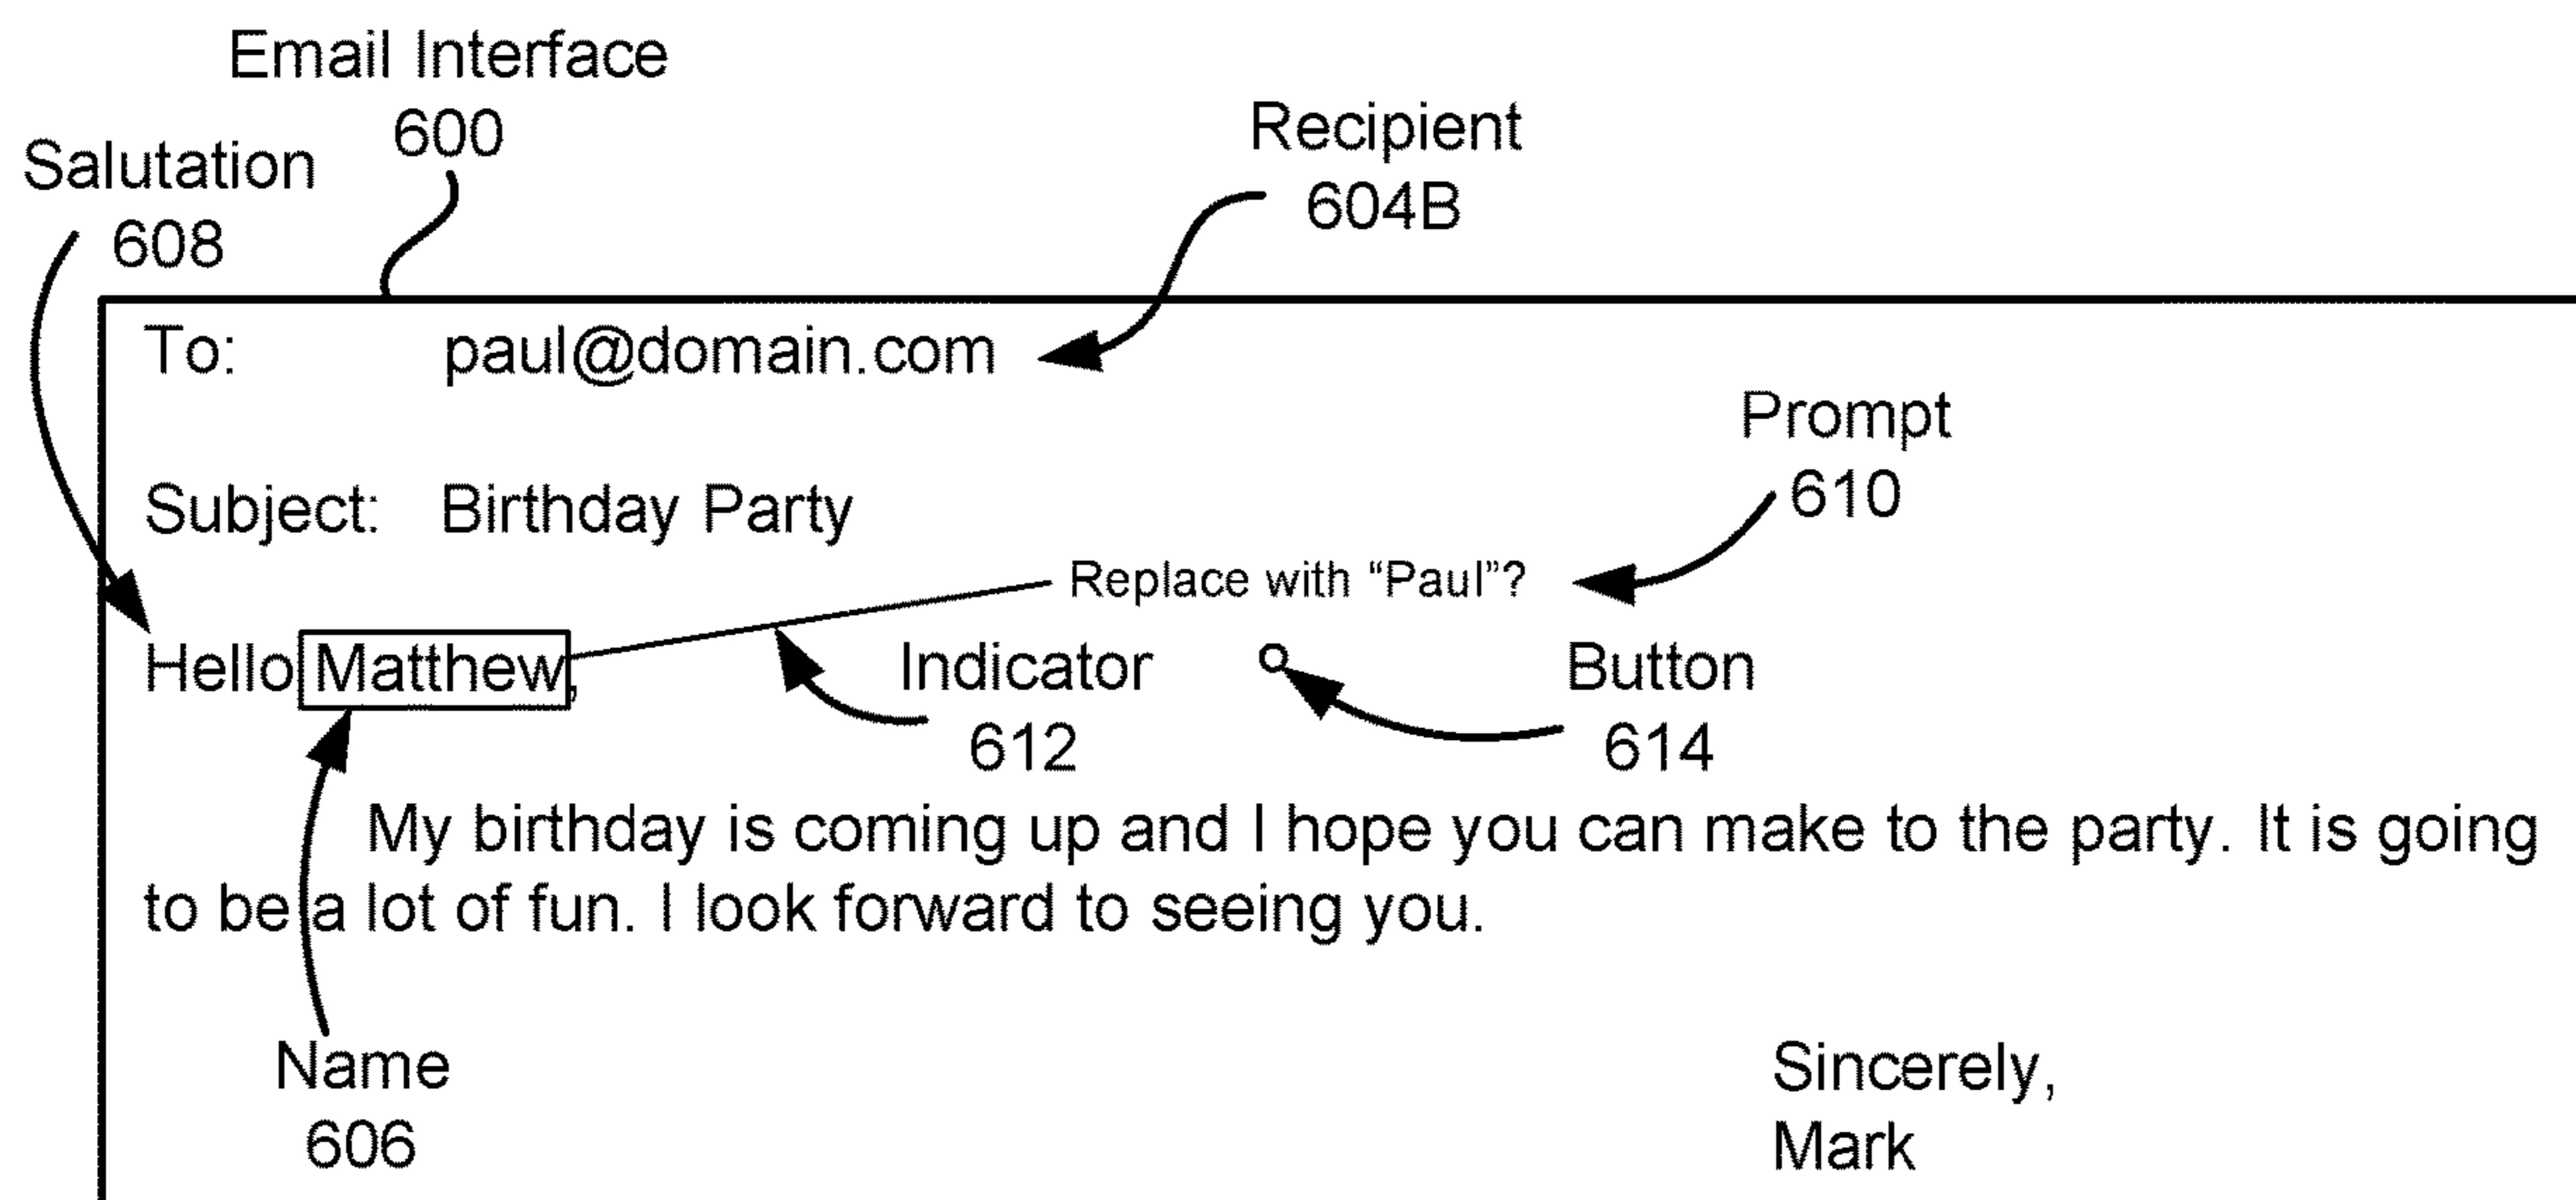 Email Interface
600
Salutation
608
Recipient
604B
To: paul@domain.com
Prompt
610
Subject: Birthday Party
Replace with “Paul”?
Hello Matthew,
Indicator
612
Button
614
My birthday is coming up and I hope you can make to the party. It is going
to be a lot of fun. I look forward to seeing you.
Name
606
Sincerely,
Mark